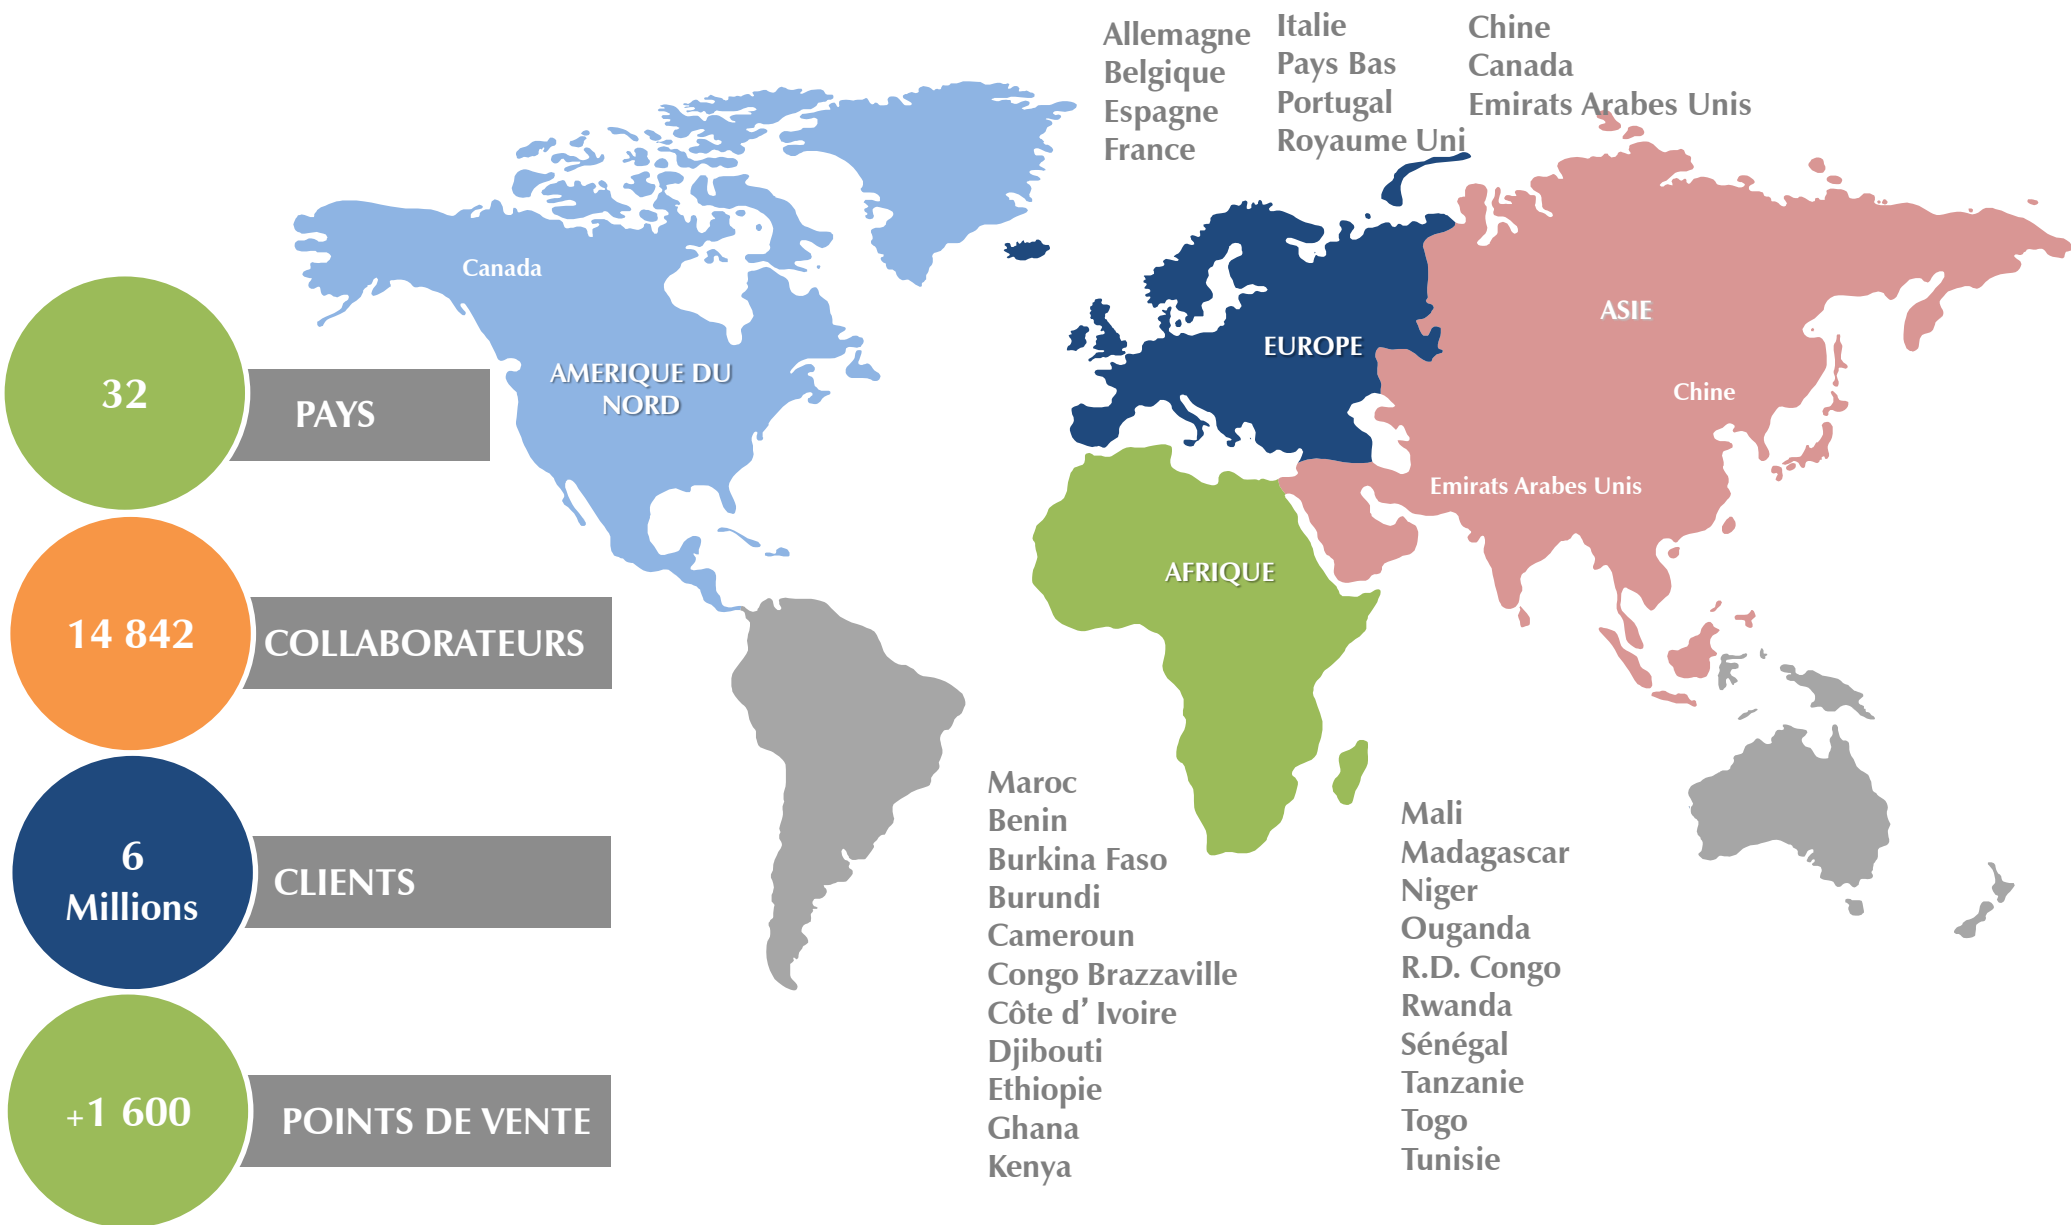 Allemagne
Belgique
Espagne
France
Italie
Pays Bas
Portugal
Royaume Uni
Chine
Canada
Emirats Arabes Unis
Canada
AMERIQUE DU
NORD
EUROPE
ASIE
Chine
Emirats Arabes Unis
AFRIQUE
32
PAYS
14 842
COLLABORATEURS
6
Millions
CLIENTS
+1 600
POINTS DE VENTE
Maroc
Benin
Burkina Faso
Burundi
Cameroun
Congo Brazzaville
Côte d’ Ivoire
Djibouti
Ethiopie
Ghana
Kenya
Mali
Madagascar
Niger
Ouganda
R.D. Congo
Rwanda
Sénégal
Tanzanie
Togo
Tunisie